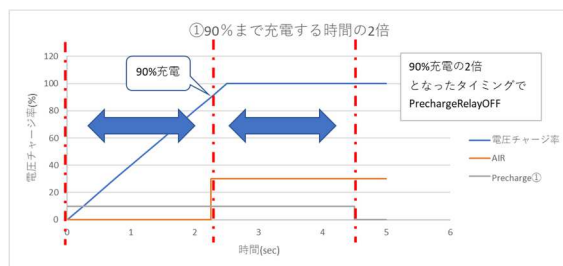 ①90％まで充電する時間の2倍
120
100
80
60
40
20
0
0
1
2
3
4
5
6
電圧チャージ率(%)
時間(sec)
90%充電
90%充電の2倍
となったタイミングで
PrechargeRelayOFF
電圧チャージ率
AIR
Precharge①